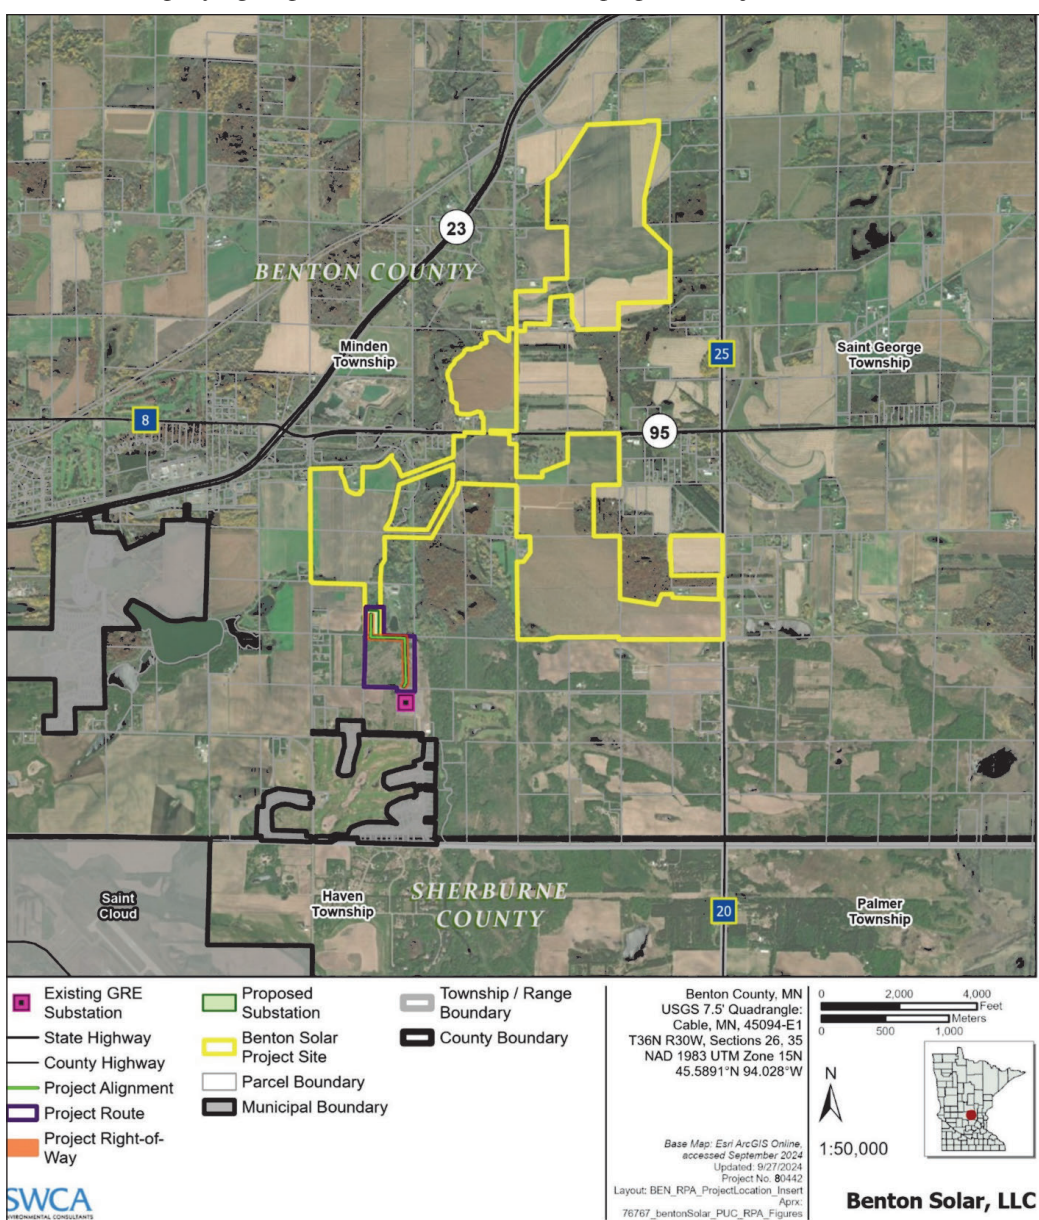 23
BENTON COUNTY
Minden
Township
Saint George
Township
25
8
95
Saint
Cloud
Haven
Township
SHERBURNE
COUNTY
20
Palmer
Township
Existing GRE
Substation
State Highway
County Highway
Project Alignment
Project Route
Project Right-of-
Way
SWCA
ENVIRONMENTAL CONSULTANTS
Proposed
Substation
Benton Solar
Project Site
Parcel Boundary
Municipal Boundary
Township / Range
Boundary
County Boundary
Benton County, MN
USGS 7.5' Quadrangle:
Cable, MN, 45094-E1
T36N R30W, Sections 26, 35
NAD 1983 UTM Zone 15N
45.5891°N 94.028°W
Base Map: Esri ArcGIS Online,
accessed September 2024
Updated: 9/27/2024
Project No. 80442
Layout: BEN_RPA_ProjectLocation_Insert
Aprx:
76767_bentonSolar_PUC_RPA_Figures
0 2,000 4,000
Feet
Meters
0 500 1,000
N
1:50,000
Benton Solar, LLC